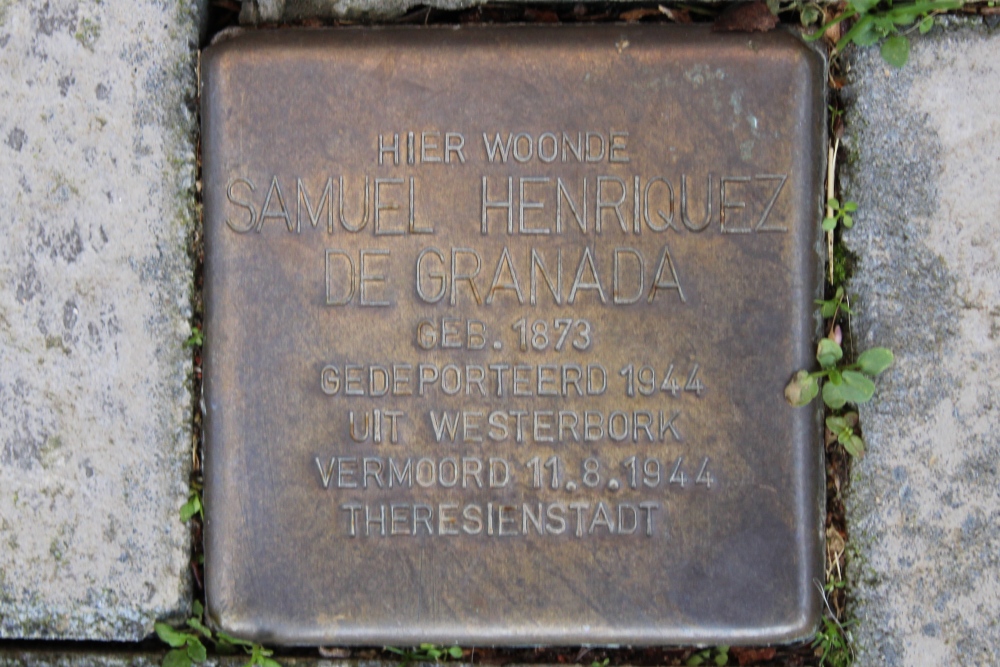 HIER WOONDE
SAMUEL HENRIQUEZ
DE GRANADA
GEB. 1873
GEDEPORTEERD 1944
UIT WESTERBORK
VERMOORD 11.8.1944
THERESIENSTADT